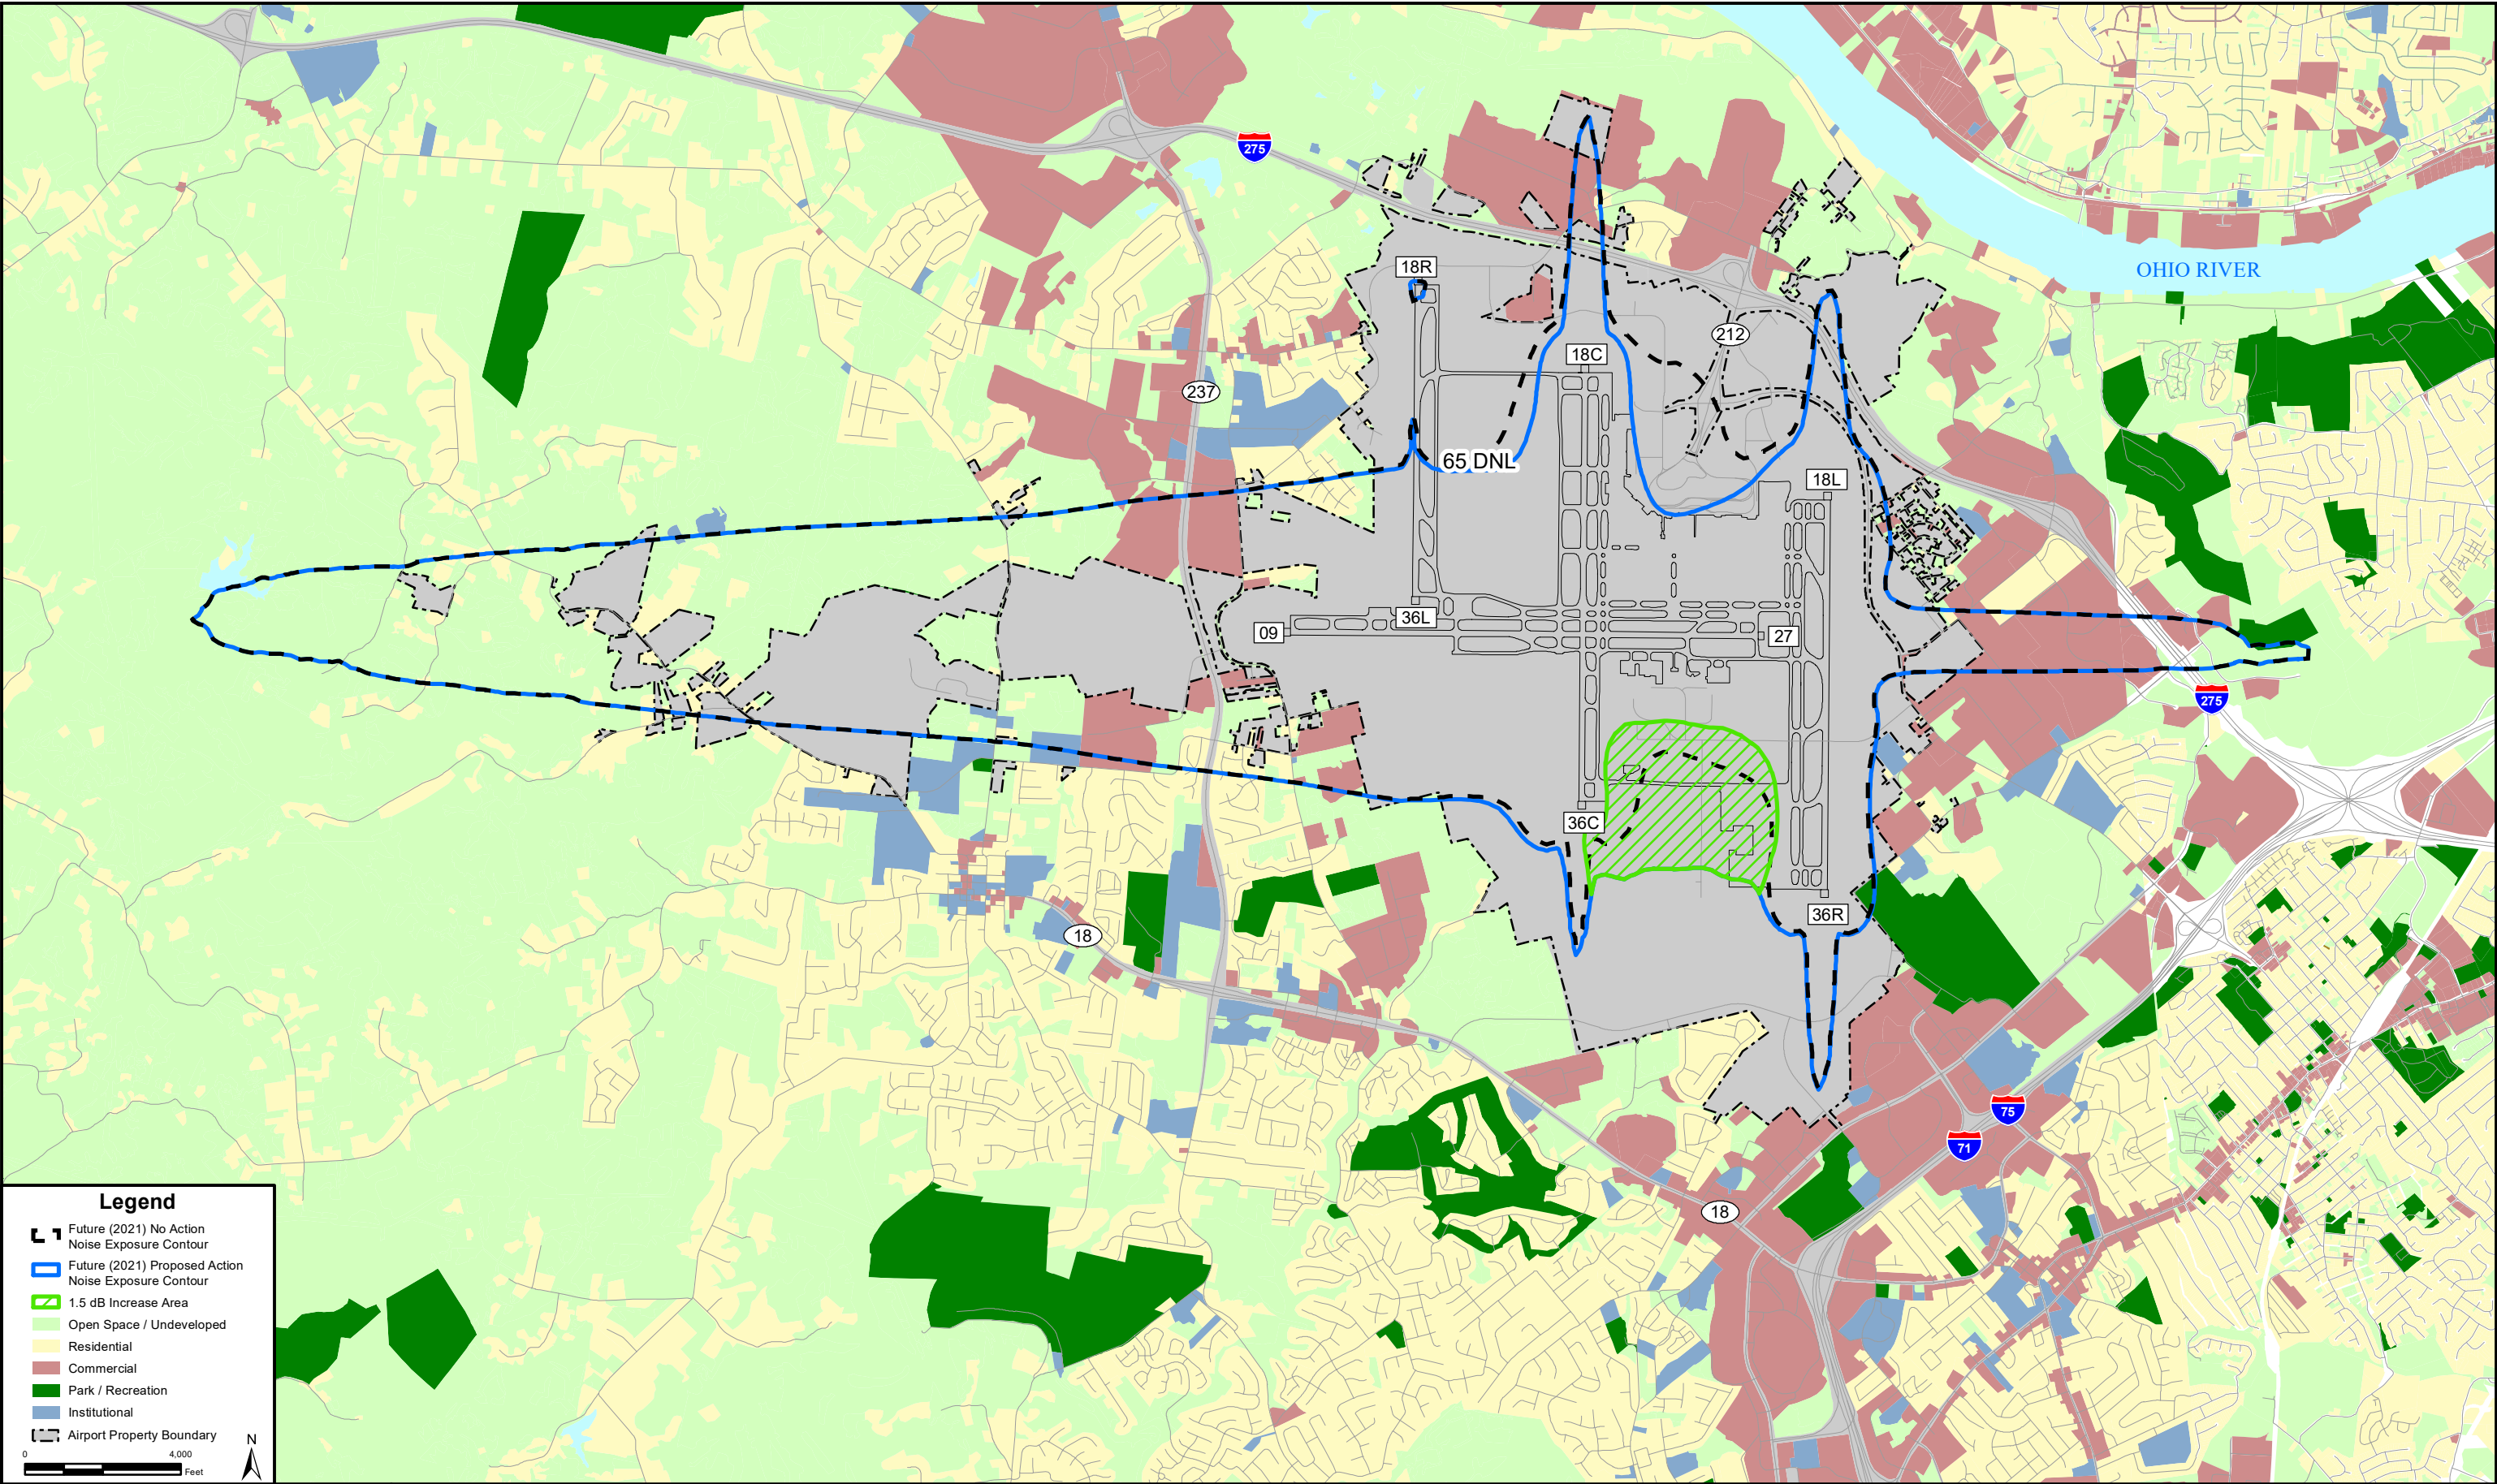 275
OHIO RIVER
18R
212
18C
237
65 DNL
18L
36L
09
27
275
36C
36R
18
75
71
18
Legend
Future (2021) No Action
Noise Exposure Contour
Future (2021) Proposed Action
Noise Exposure Contour
1.5 dB Increase Area
Open Space / Undeveloped
Residential
Commercial
Park / Recreation
Institutional
Airport Property Boundary
N
0 4,000
Feet